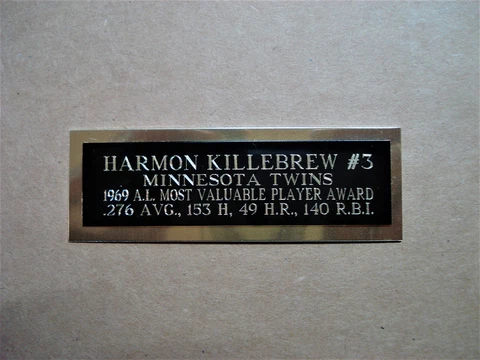 HARMON KILLEBREW #3
MINNESOTA TWINS
1969 A.L. MOST VALUABLE PLAYER AWARD
.276 AVG., 153 H, 49 H.R., 140 R.B.I.